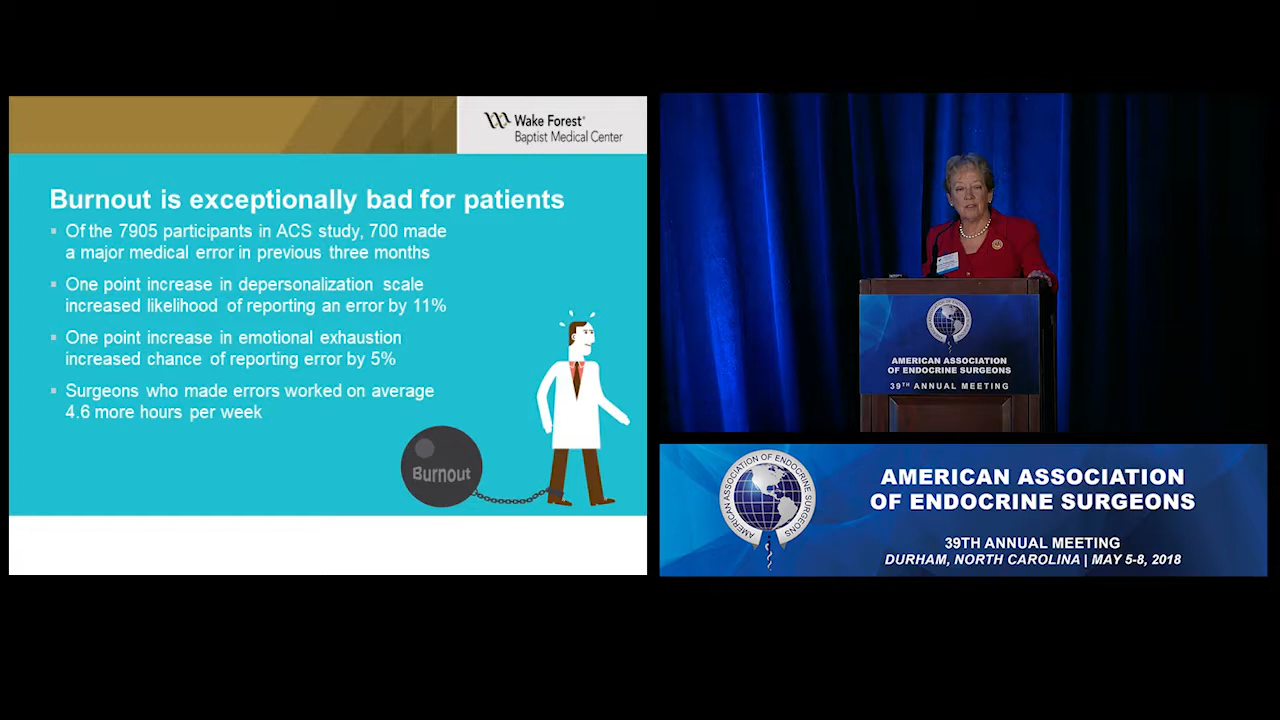 Wake Forest®
Baptist Medical Center
Burnout is exceptionally bad for patients
▪ Of the 7905 participants in ACS study, 700 made
a major medical error in previous three months
▪ One point increase in depersonalization scale
increased likelihood of reporting an error by 11%
▪ One point increase in emotional exhaustion
increased chance of reporting error by 5%
▪ Surgeons who made errors worked on average
4.6 more hours per week
Burnout
AMERICAN ASSOCIATION
OF ENDOCRINE SURGEONS
39TH ANNUAL MEETING
AMERICAN ASSOCIATION OF ENDOCRINE SURGEONS
AMERICAN ASSOCIATION
OF ENDOCRINE SURGEONS
39TH ANNUAL MEETING
DURHAM, NORTH CAROLINA | MAY 5-8, 2018